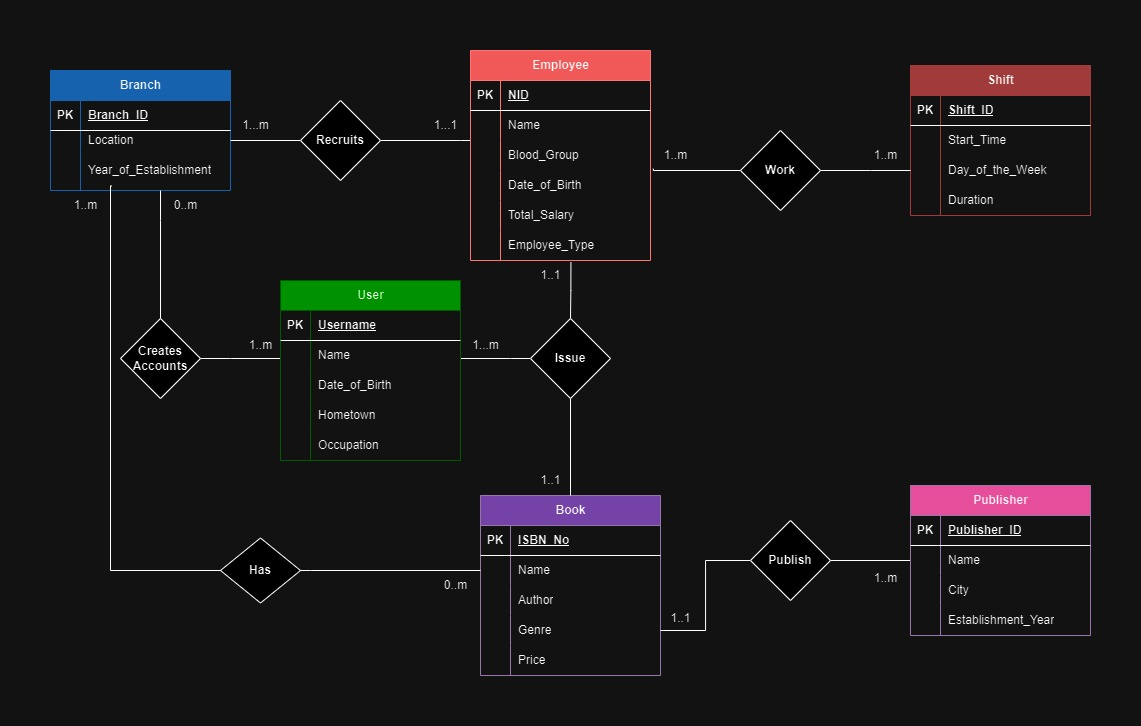 Branch
PK Branch_ID
Location
Year_of_Establishment
1...m
Recruits
1...1
Employee
PK NID
Name
Blood_Group
Date_of_Birth
Total_Salary
Employee_Type
1..m
Work
1..m
Shift
PK Shift_ID
Start_Time
Day_of_the_Week
Duration
1..m
0..m
1..1
User
PK Username
Name
Date_of_Birth
Hometown
Occupation
Creates
Accounts
1..m
1...m
Issue
1..1
Book
PK ISBN_No
Name
Author
Genre
Price
Has
0..m
1..1
Publish
1..m
Publisher
PK Publisher_ID
Name
City
Establishment_Year